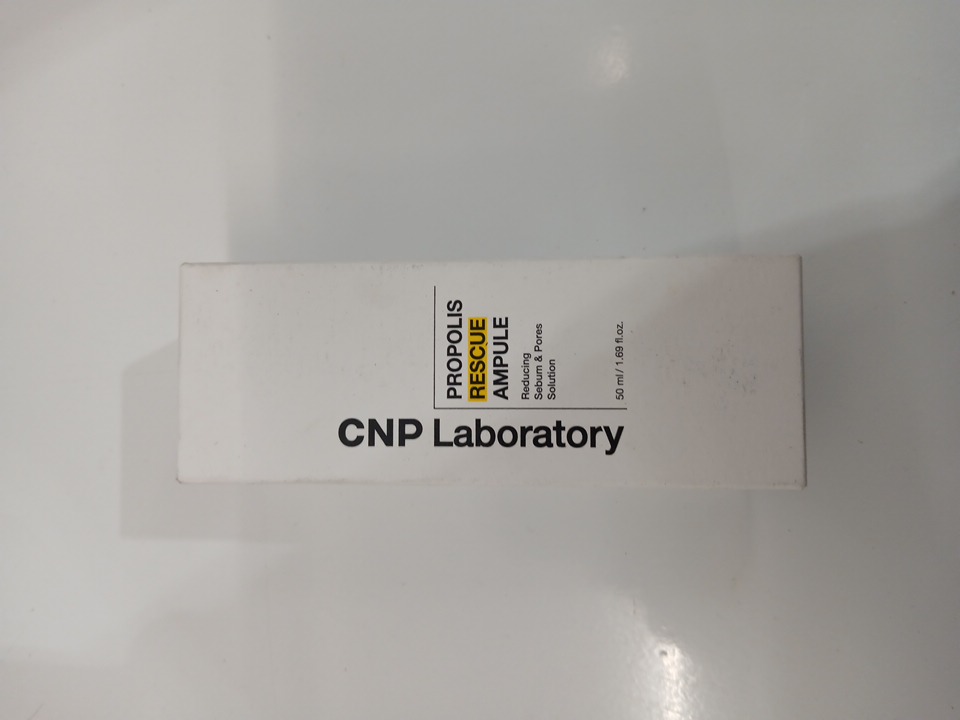 PROPOLIS
RESCUE
AMPULE
Reducing
Sebum & Pores
Solution
50 ml / 1.69 fl.oz.
CNP Laboratory